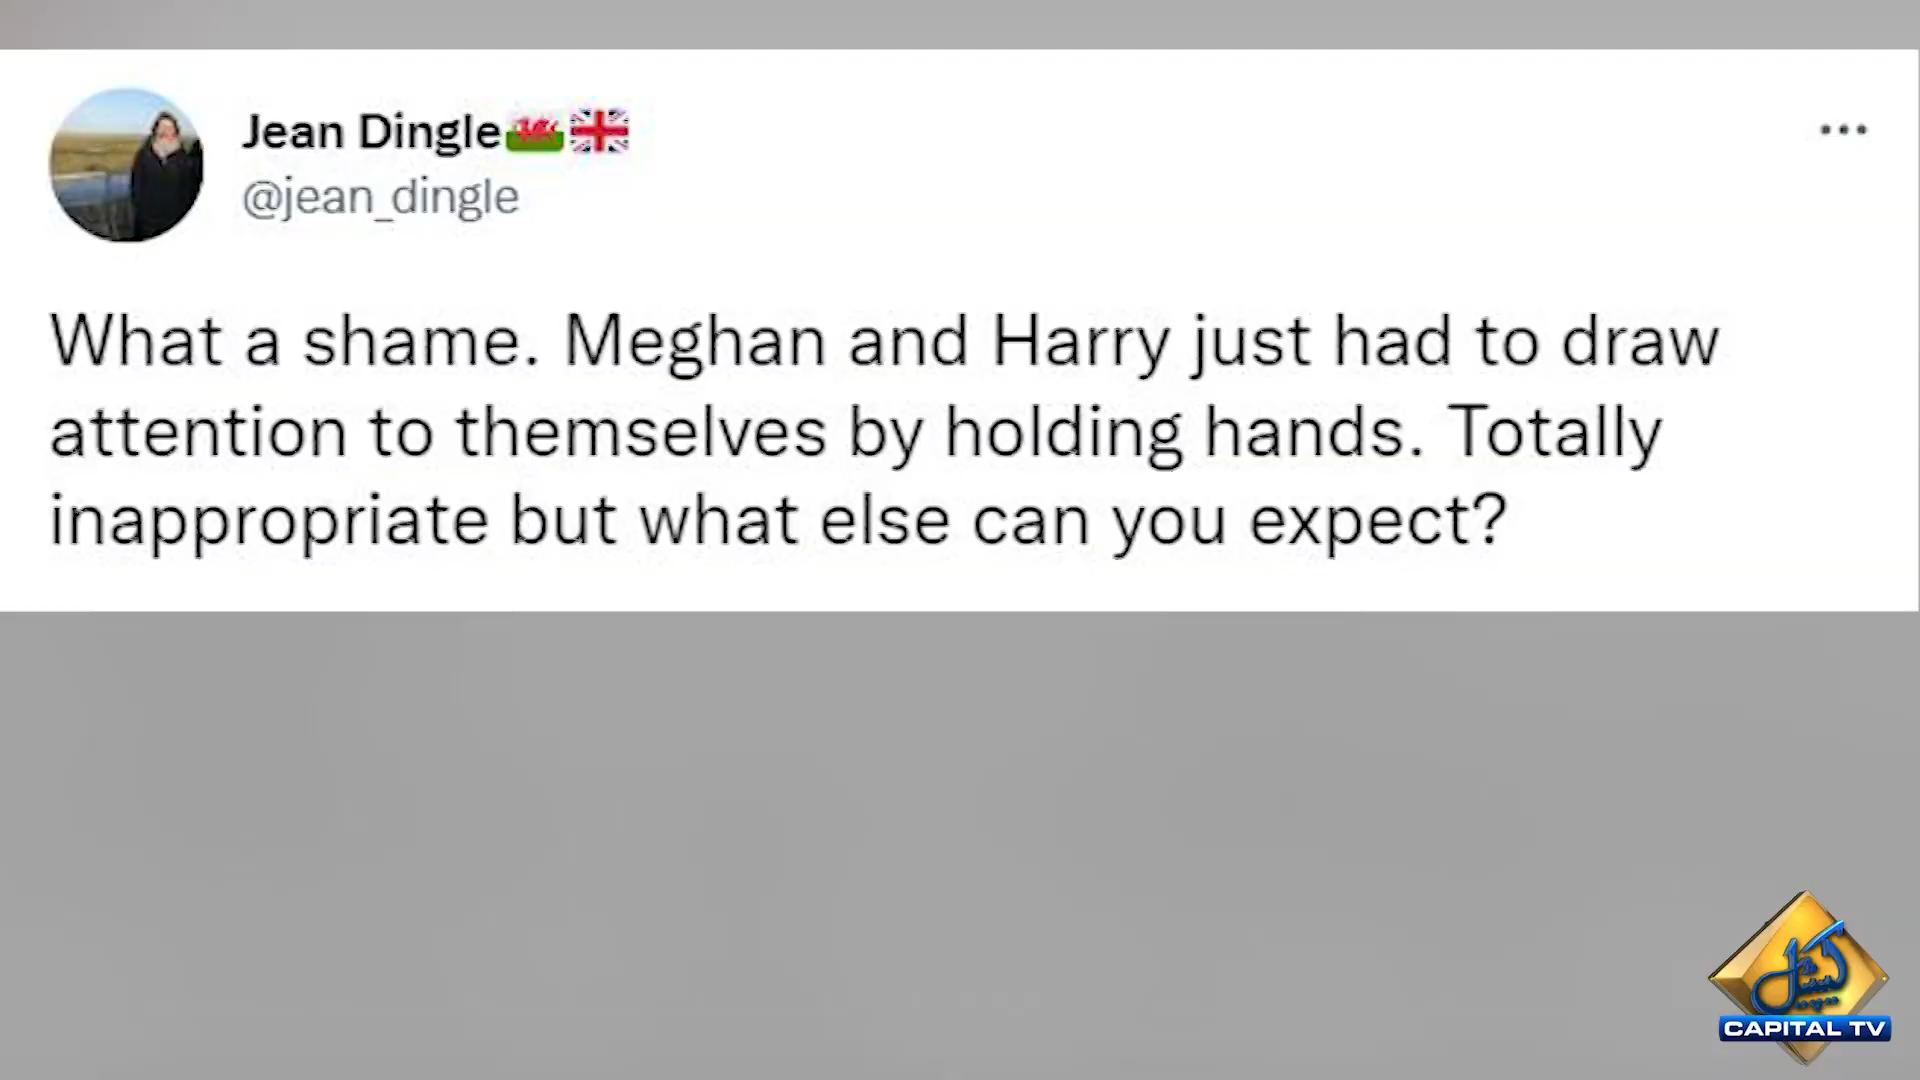 Jean Dingle
@jean_dingle
What a shame. Meghan and Harry just had to draw
attention to themselves by holding hands. Totally
inappropriate but what else can you expect?
CAPITAL TV